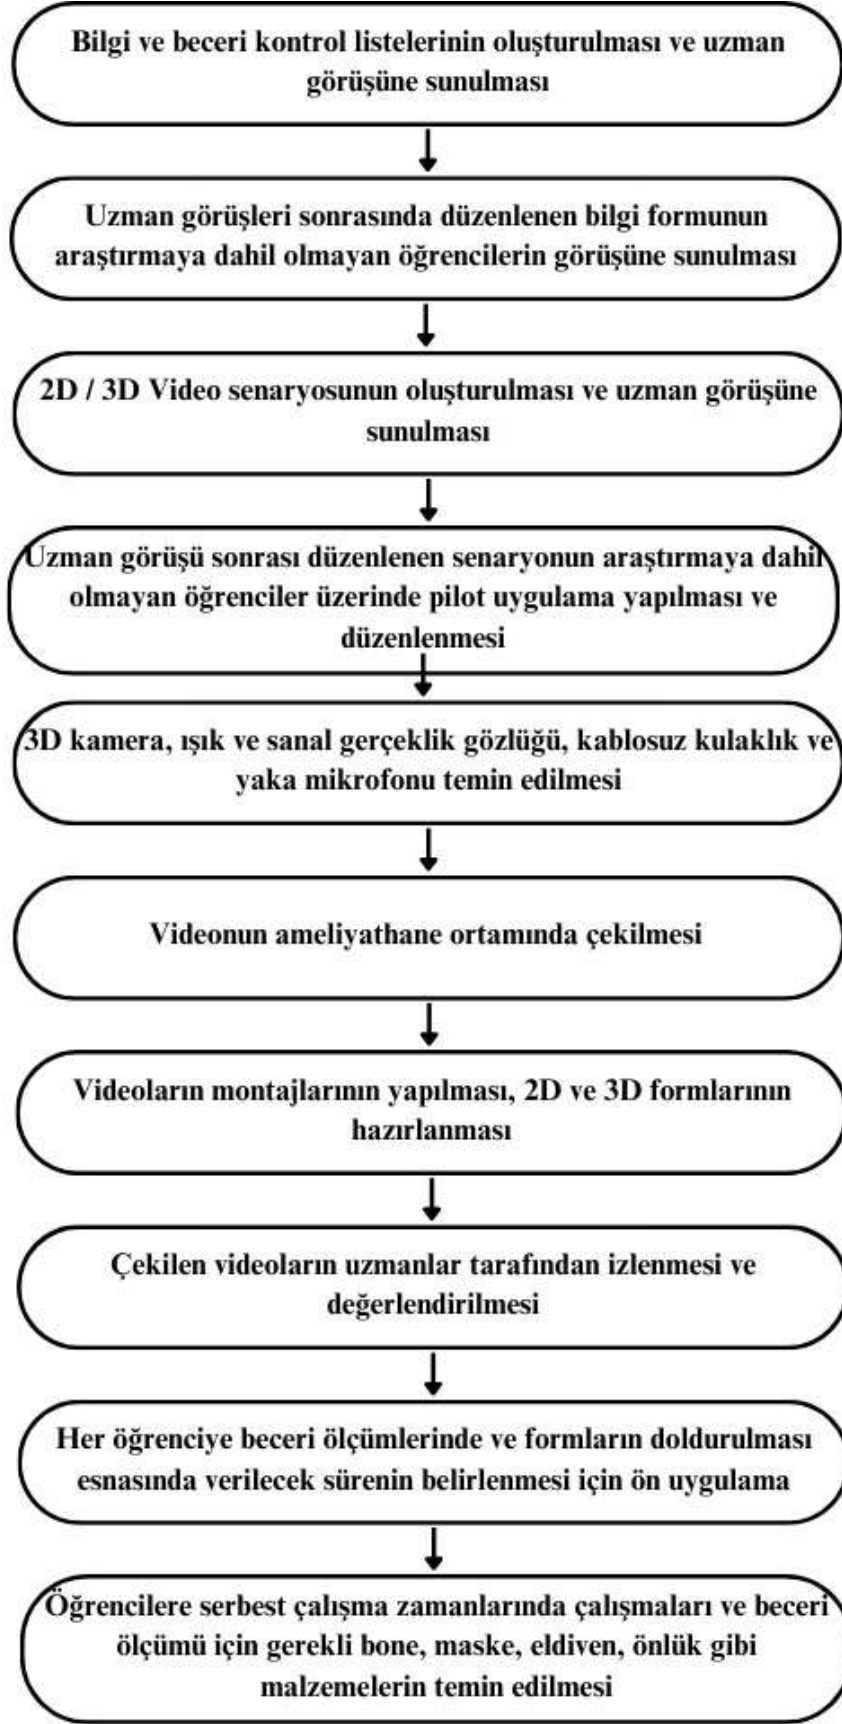 Bilgi ve beceri kontrol listelerinin oluşturulması ve uzman
görüşüne sunulması
Uzman görüşleri sonrasında düzenlenen bilgi formunun
araştırmaya dahil olmayan öğrencilerin görüşüne sunulması
2D / 3D Video senaryosunun oluşturulması ve uzman görüşüne
sunulması
Uzman görüşü sonrası düzenlenen senaryonun araştırmaya dahil
olmayan öğrenciler üzerinde pilot uygulama yapılması ve
düzenlenmesi
3D kamera, ışık ve sanal gerçeklik gözlüğü, kablosuz kulaklık ve
yaka mikrofonu temin edilmesi
Videonun ameliyathane ortamında çekilmesi
Videoların montajlarının yapılması, 2D ve 3D formlarının
hazırlanması
Çekilen videoların uzmanlar tarafından izlenmesi ve
değerlendirilmesi
Her öğrenciye beceri ölçümlerinde ve formların doldurulması
esnasında verilecek sürenin belirlenmesi için ön uygulama
Öğrencilere serbest çalışma zamanlarında çalışmaları ve beceri
ölçümü için gerekli bone, maske, eldiven, önlük gibi
malzemelerin temin edilmesi